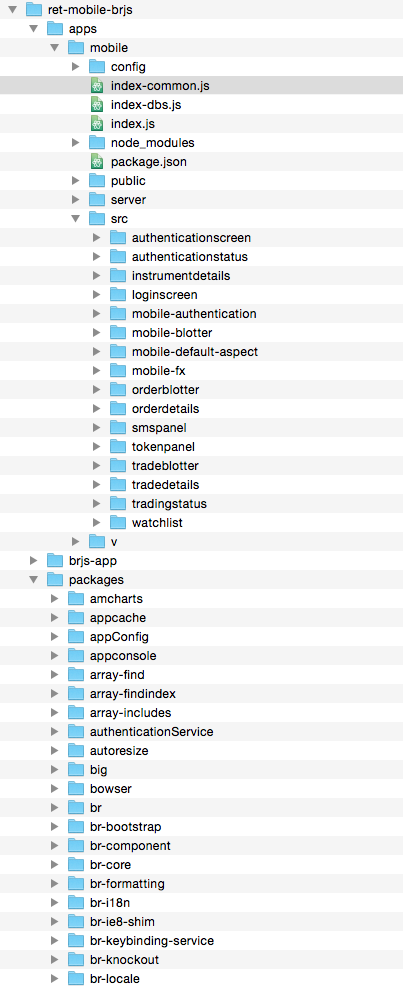 ret-mobile-brjs
apps
mobile
config
index-common.js
index-dbs.js
index.js
node_modules
package.json
public
server
src
authenticationscreen
authenticationstatus
instrumentdetails
loginscreen
mobile-authentication
mobile-blotter
mobile-default-aspect
mobile-fx
orderblotter
orderdetails
smspanel
tokenpanel
tradeblotter
tradedetails
tradingstatus
watchlist
v
brjs-app
packages
amcharts
appcache
appConfig
appconsole
array-find
array-findindex
array-includes
authenticationService
autoresize
big
bowser
br
br-bootstrap
br-component
br-core
br-formatting
br-i18n
br-ie8-shim
br-keybinding-service
br-knockout
br-locale